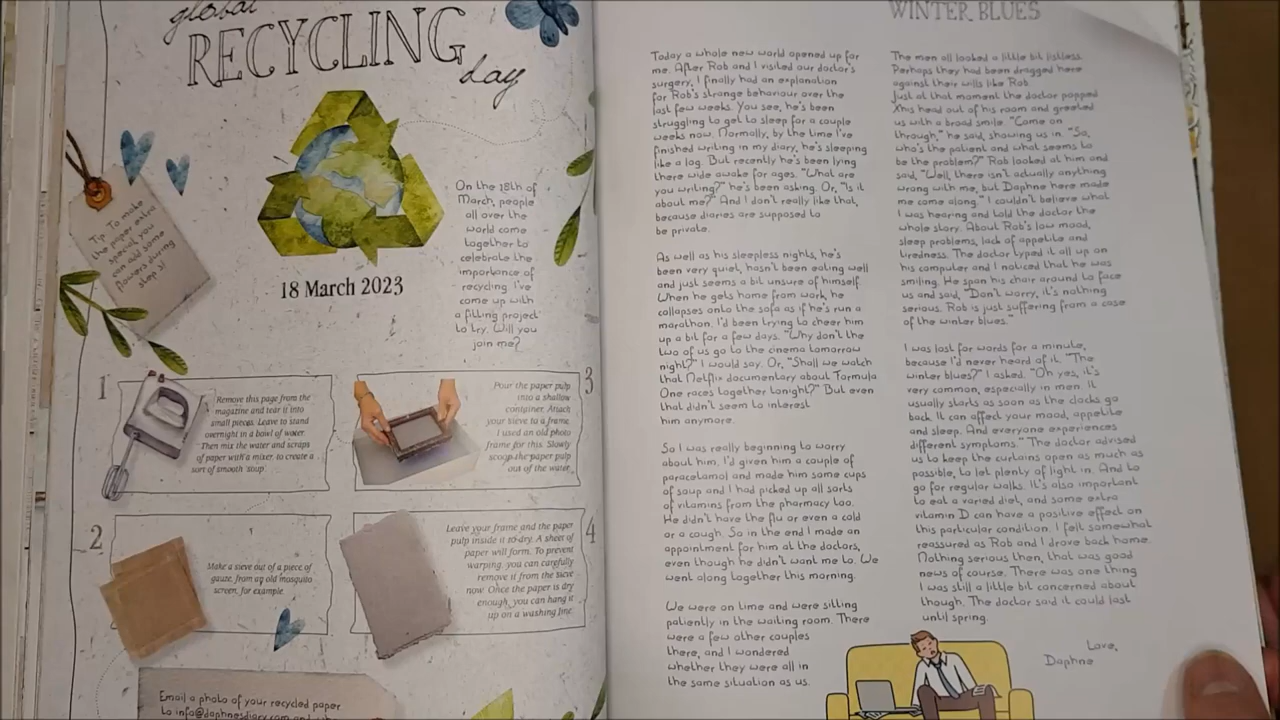 global
RECYCLING
day
Tip To make
the paper extra
special you
can add some
flowers during
step 3!
18 March 2023
On the 18th of
March, people
all over the
world come
together to
celebrate the
importance of
recycling I've
come up with
a fitting project
to try. Will you
join me?
1
Remove this page from the
magazine and tear it into
small pieces. Leave to stand
overnight in a bowl of water.
Then mix the water and scraps
of paper with a mixer, to create a
sort of smooth 'soup.
3
Pour the paper pulp
into a shallow
container. Attach
your sieve to a frame
I used an old photo
frame for this. Slowly
scoop the paper pulp
out of the water
2
Make a sieve out of a piece of
gauze, from an old mosquito
screen, for example.
4
Leave your frame and the paper
pulp inside it to dry. A sheet of
paper will form. To prevent
warping, you can carefully
remove it from the sieve
now. Once the paper is dry
enough, you can hang it
up on a washing line.
Email a photo of your recycled paper
to info@daphnesdiary.com and
WINTER BLUES
Today a whole new world opened up for
me. After Rob and I visited our doctor's
surgery, I finally had an explanation
for Rob's strange behaviour over the
last few weeks. You see, he's been
struggling to get to sleep for a couple
weeks now. Normally, by the time I've
finished writing in my diary, he's sleeping
like a log. But recently he's been lying
there wide awake for ages. "What are
you writing?" he's been asking. Or, "Is it
about me?" And I don't really like that,
because diaries are supposed to
be private.
As well as his sleepless nights, he's
been very quiet, hasn't been eating well
and just seems a bit unsure of himself.
When he gets home from work, he
collapses onto the sofa as if he's run a
marathon. I'd been trying to cheer him
up a bit for a few days. "Why don't the
two of us go to the cinema tomorrow
night?" I would say. Or, "Shall we watch
that Netflix documentary about Formula
One races together tonight?" But even
that didn't seem to interest
him anymore.
So I was really beginning to worry
about him. I'd given him a couple of
paracetamol and made him some cups
of soup and I had picked up all sorts
of vitamins from the pharmacy too.
He didn't have the flu or even a cold
or a cough. So in the end I made an
appointment for him at the doctors,
even though he didn't want me to. We
went along together this morning.
We were on time and were sitting
patiently in the waiting room. There
were a few other couples
there, and I wondered
whether they were all in
the same situation as us.
The men all looked a little bit listless.
Perhaps they had been dragged here
against their wills like Rob
Just at that moment the doctor popped
his head out of his room and greeted
us with a broad smile. "Come on
through," he said, showing us in. "So,
who's the patient and what seems to
be the problem?" Rob looked at him and
said, "Well, there isn't actually anything
wrong with me, but Daphne here made
me come along." I couldn't believe what
I was hearing and told the doctor the
whole story. About Rob's low mood,
sleep problems, lack of appetite and
tiredness. The doctor typed it all up on
his computer and I noticed that he was
smiling. He span his chair around to face
us and said, "Don't worry, it's nothing
serious. Rob is just suffering from a case
of the winter blues."
I was lost for words for a minute,
because I'd never heard of it. "The
winter blues?" I asked. "Oh yes, it's
very common, especially in men. It
usually starts as soon as the clocks go
back. It can affect your mood, appetite
and sleep. And everyone experiences
different symptoms." The doctor advised
us to keep the curtains open as much as
possible, to let plenty of light in. And to
go for regular walks. It's also important
to eat a varied diet, and some extra
vitamin D can have a positive effect on
this particular condition. I felt somewhat
reassured as Rob and I drove back home.
Nothing serious then, that was good
news of course. There was one thing
I was still a little bit concerned about
though. The doctor said it could last
until spring.
Love,
Daphne